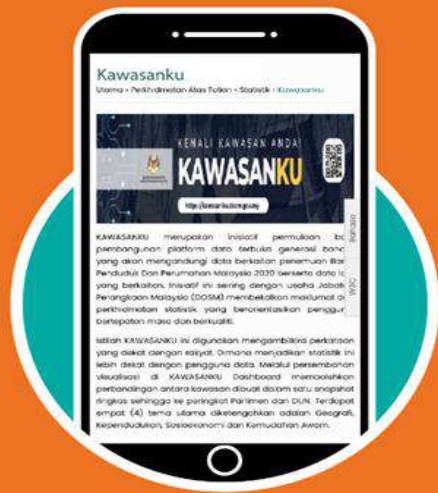 Kawasanku
Utama • Perkhidmatan Atas Talian • Statistik • Kawasanku
KENALI KAWASAN ANDA!
KAWASANKU
Bahasa
W3C
KAWASANKU merupakan inisiatif permulaan
pembangunan platform data terbuka generasi
yang akan mengandungi data berkaitan penemuan
Penduduk Dan Perumahan Malaysia 2020 berserta data
yang berkaitan. Inisiatif ini seiring dengan usaha
Perangkaan Malaysia (DOSM) membekalkan maklumat
perkhidmatan statistik yang berorientasikan
bertepatan masa dan berkualiti.
Istilah KAWASANKU ini digunakan mengambilkira perkataan
yang dekat dengan rakyat. Dimana menjadikan statistik ini
lebih dekat dengan pengguna data. Melalui persembahan
visualisasi di KAWASANKU Dashboard membolehkan
perbandingan antara kawasan dibuat dalam satu snapshot
ringkas sehingga ke peringkat Parlimen dan DUN. Terdapat
empat (4) tema utama diketengahkan adalah Geografi,
Kependudukan, Sosioekonomi dan Kemudahan Awam.